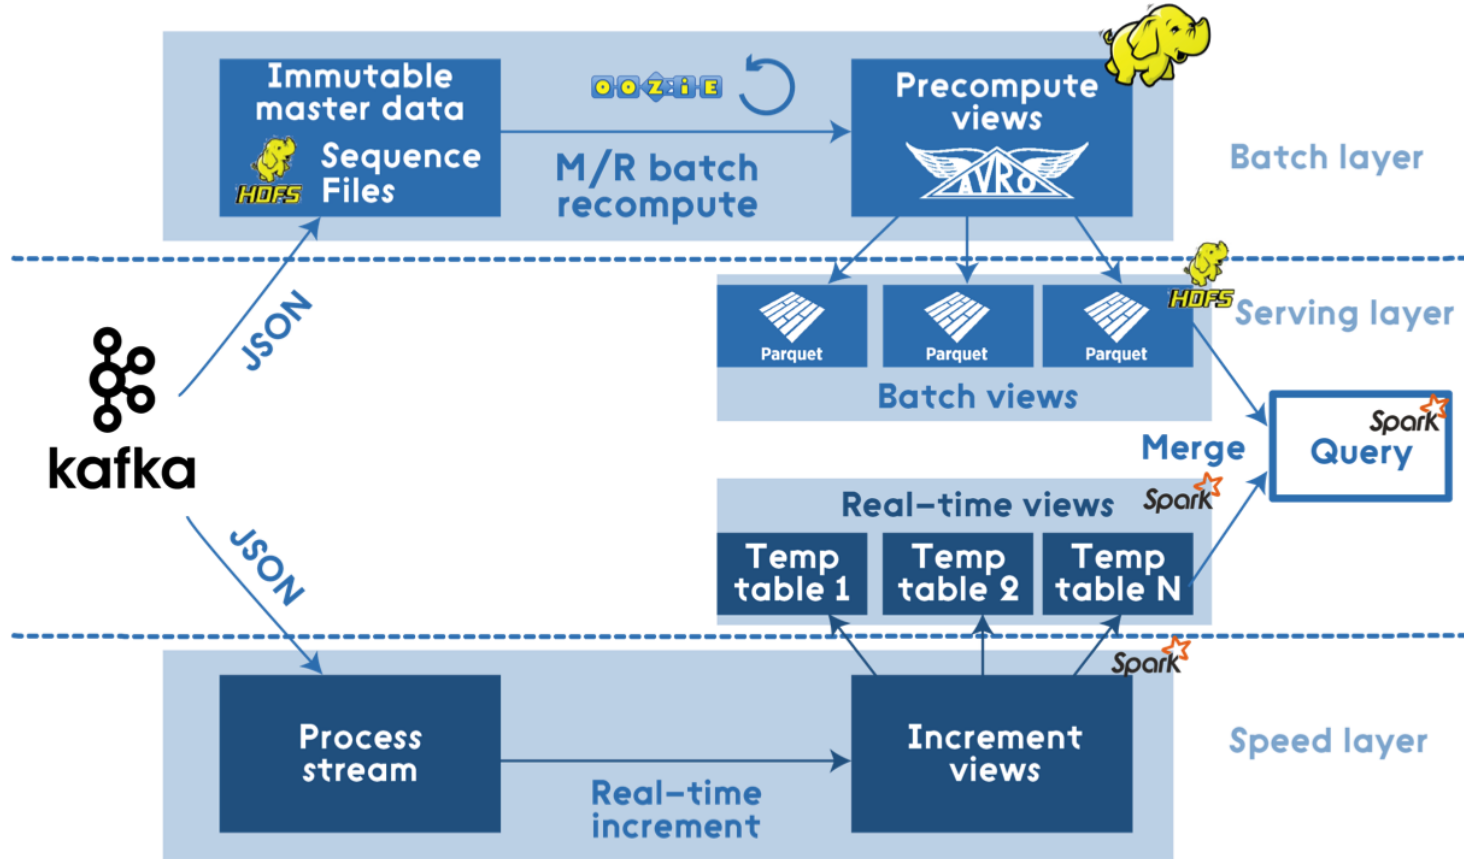 Immutable
master data
HDFS
Sequence
Files
OOZiE
M/R batch
recompute
Precompute
views
AVRO
Batch layer
JSON
Parquet
Parquet
Parquet
HDFS
Serving layer
Batch views
kafka
Merge
Spark
Query
Real-time views
Spark
Temp
table 1
Temp
table 2
Temp
table N
JSON
Spark
Process
stream
Real-time
increment
Increment
views
Speed layer